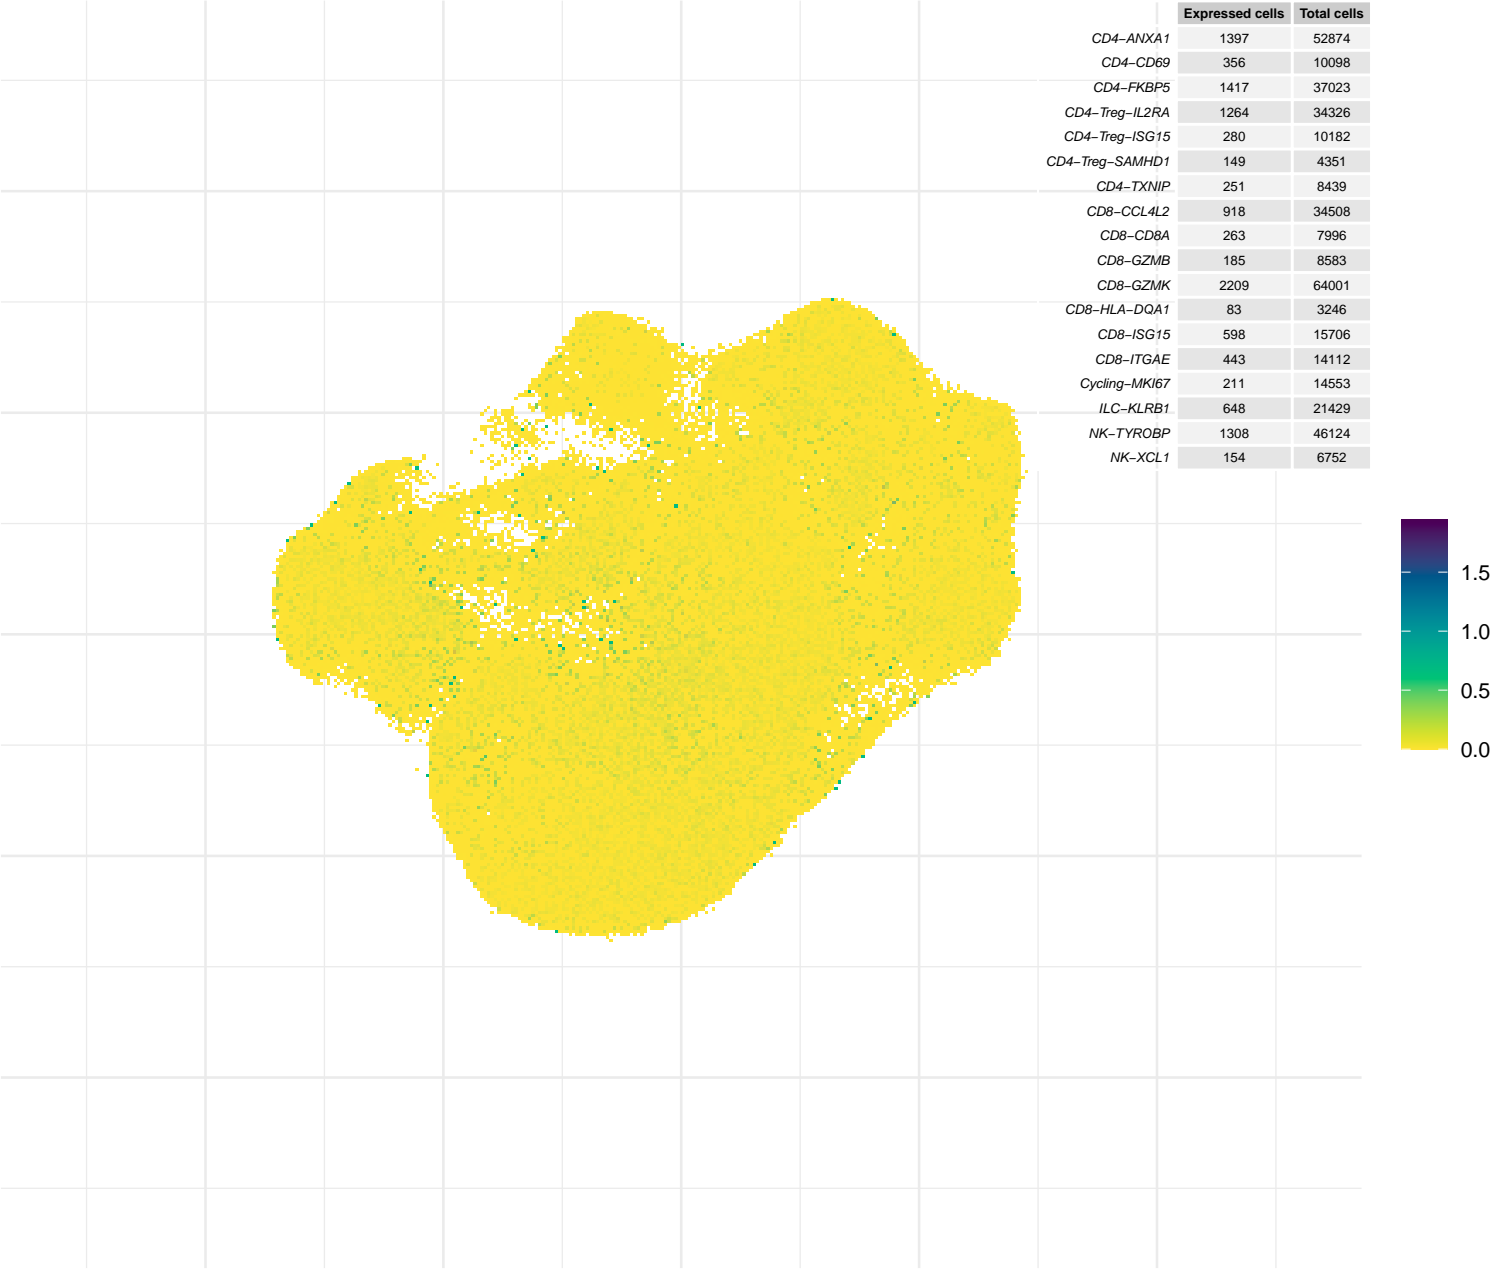 Expressed cells Total cells
CD4−ANXA1 1397 52874
CD4−CD69 356 10098
CD4−FKBP5 1417 37023
CD4−Treg−IL2RA 1264 34326
CD4−Treg−ISG15 280 10182
CD4−Treg−SAMHD1 149 4351
CD4−TXNIP 251 8439
CD8−CCL4L2 918 34508
CD8−CD8A 263 7996
CD8−GZMB 185 8583
CD8−GZMK 2209 64001
CD8−HLA−DQA1 83 3246
CD8−ISG15 598 15706
CD8−ITGAE 443 14112
Cycling−MKI67 211 14553
ILC−KLRB1 648 21429
NK−TYROBP 1308 46124
NK−XCL1 154 6752
1.5
1.0
0.5
0.0